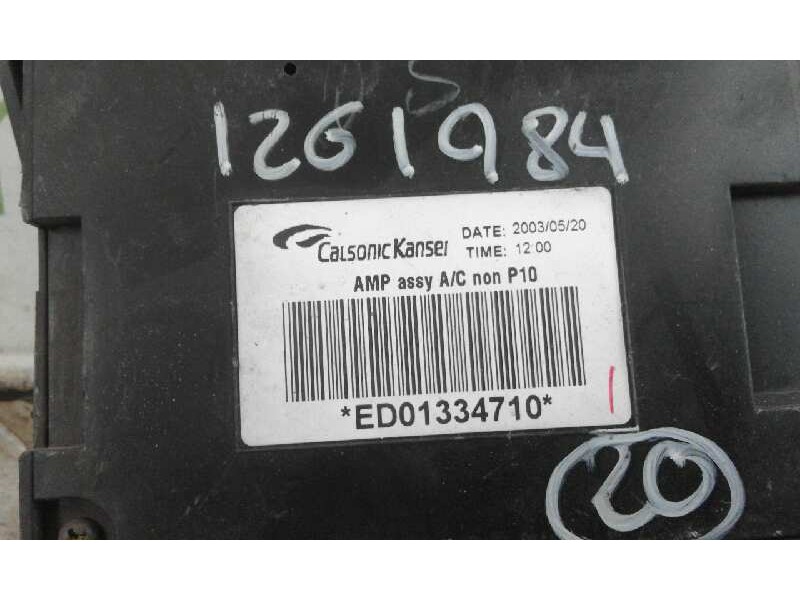 1261984
CalsonicKansei
DATE: 2003/05/20
TIME: 12:00
AMP assy A/C non P10
*ED01334710*
20